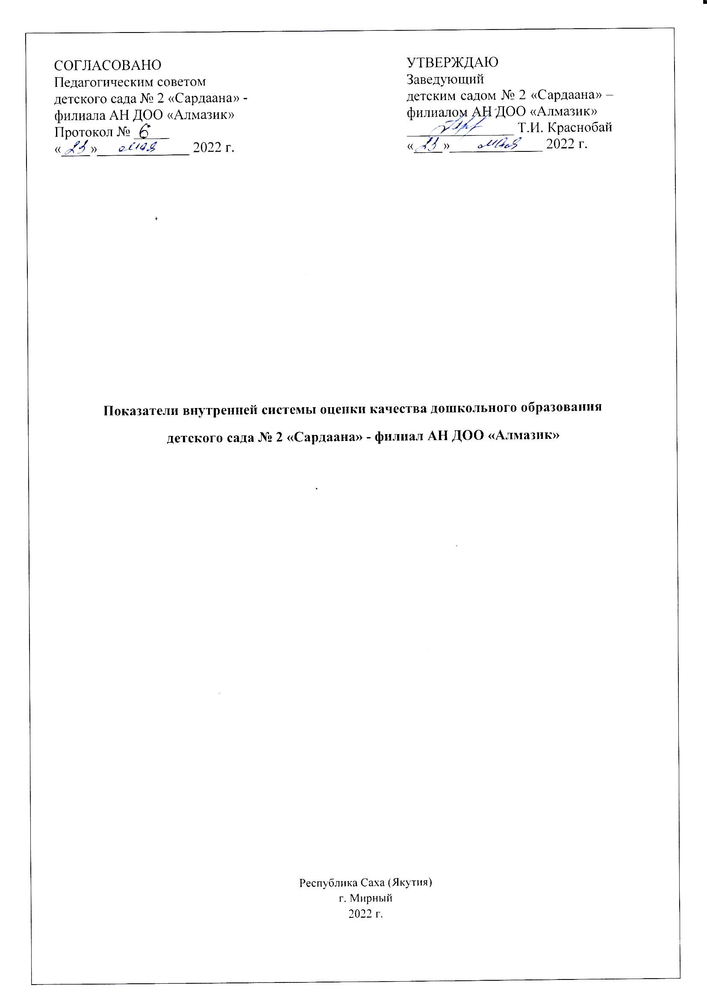 СОГЛАСОВАНО
Педагогическим советом
детского сада № 2 «Сардаана» -
филиала АН ДОО «Алмазик»
Протокол № 6
«23» мая 2022 г.
УТВЕРЖДАЮ
Заведующий
детским садом № 2 «Сардаана» –
филиалом АН ДОО «Алмазик»
Т.И. Краснобай
«23» мая 2022 г.
Показатели внутренней системы оценки качества дошкольного образования
детского сада № 2 «Сардаана» - филиал АН ДОО «Алмазик»
Республика Саха (Якутия)
г. Мирный
2022 г.